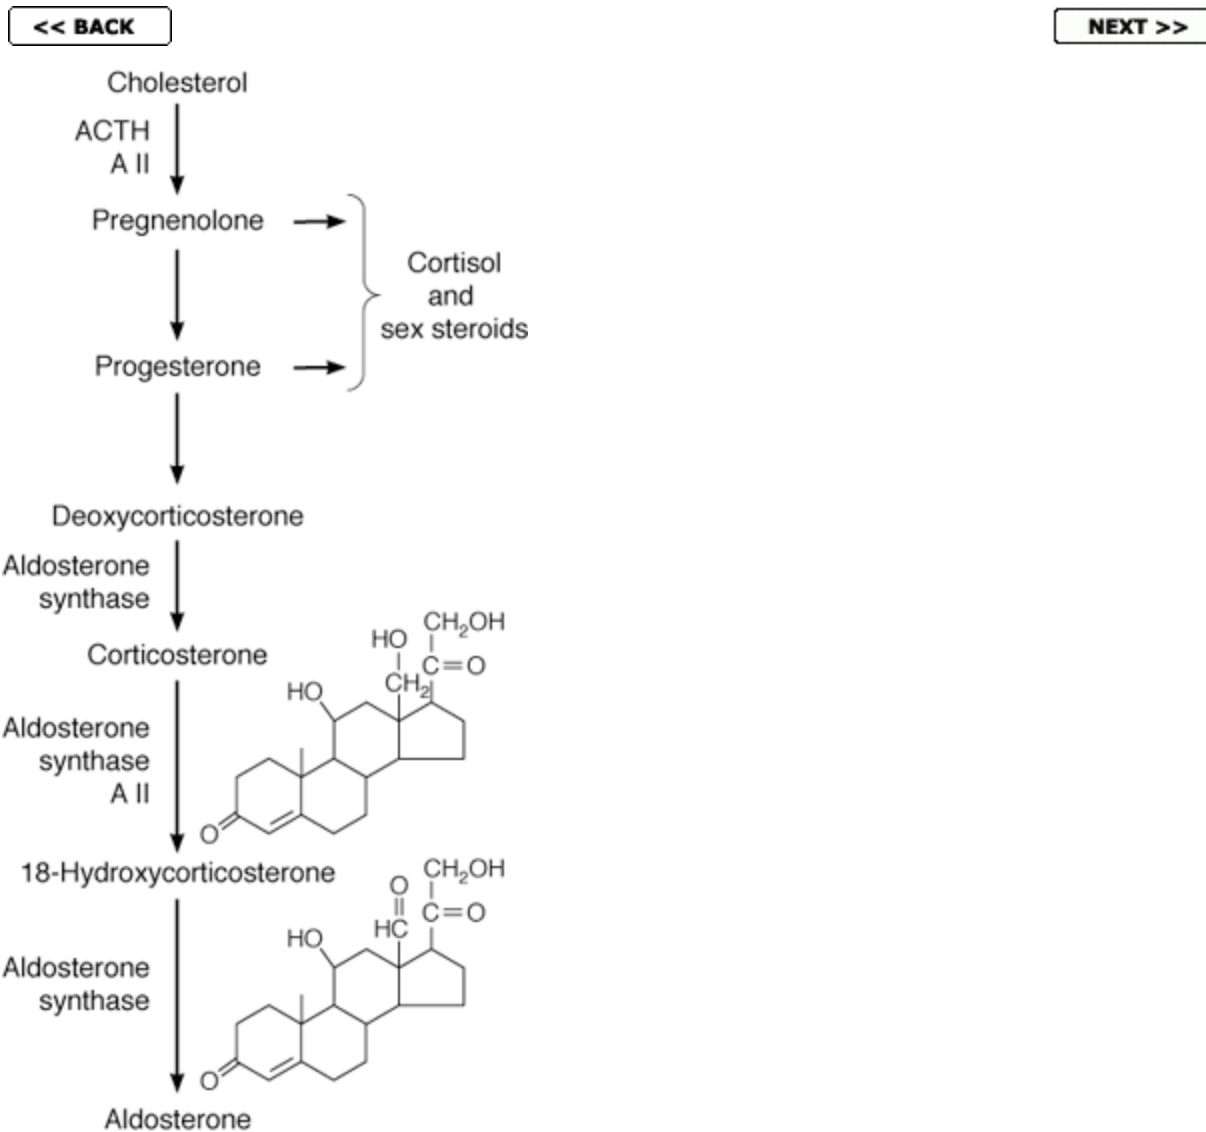 << BACK
NEXT >>
Cholesterol
ACTH
A II
Pregnenolone
Cortisol
and
sex steroids
Progesterone
Deoxycorticosterone
Aldosterone
synthase
Corticosterone
CH₂OH
HO
C=O
CH₂
HO
O
Aldosterone
synthase
A II
18-Hydroxycorticosterone
CH₂OH
O
C=O
HC
HO
O
Aldosterone
synthase
Aldosterone